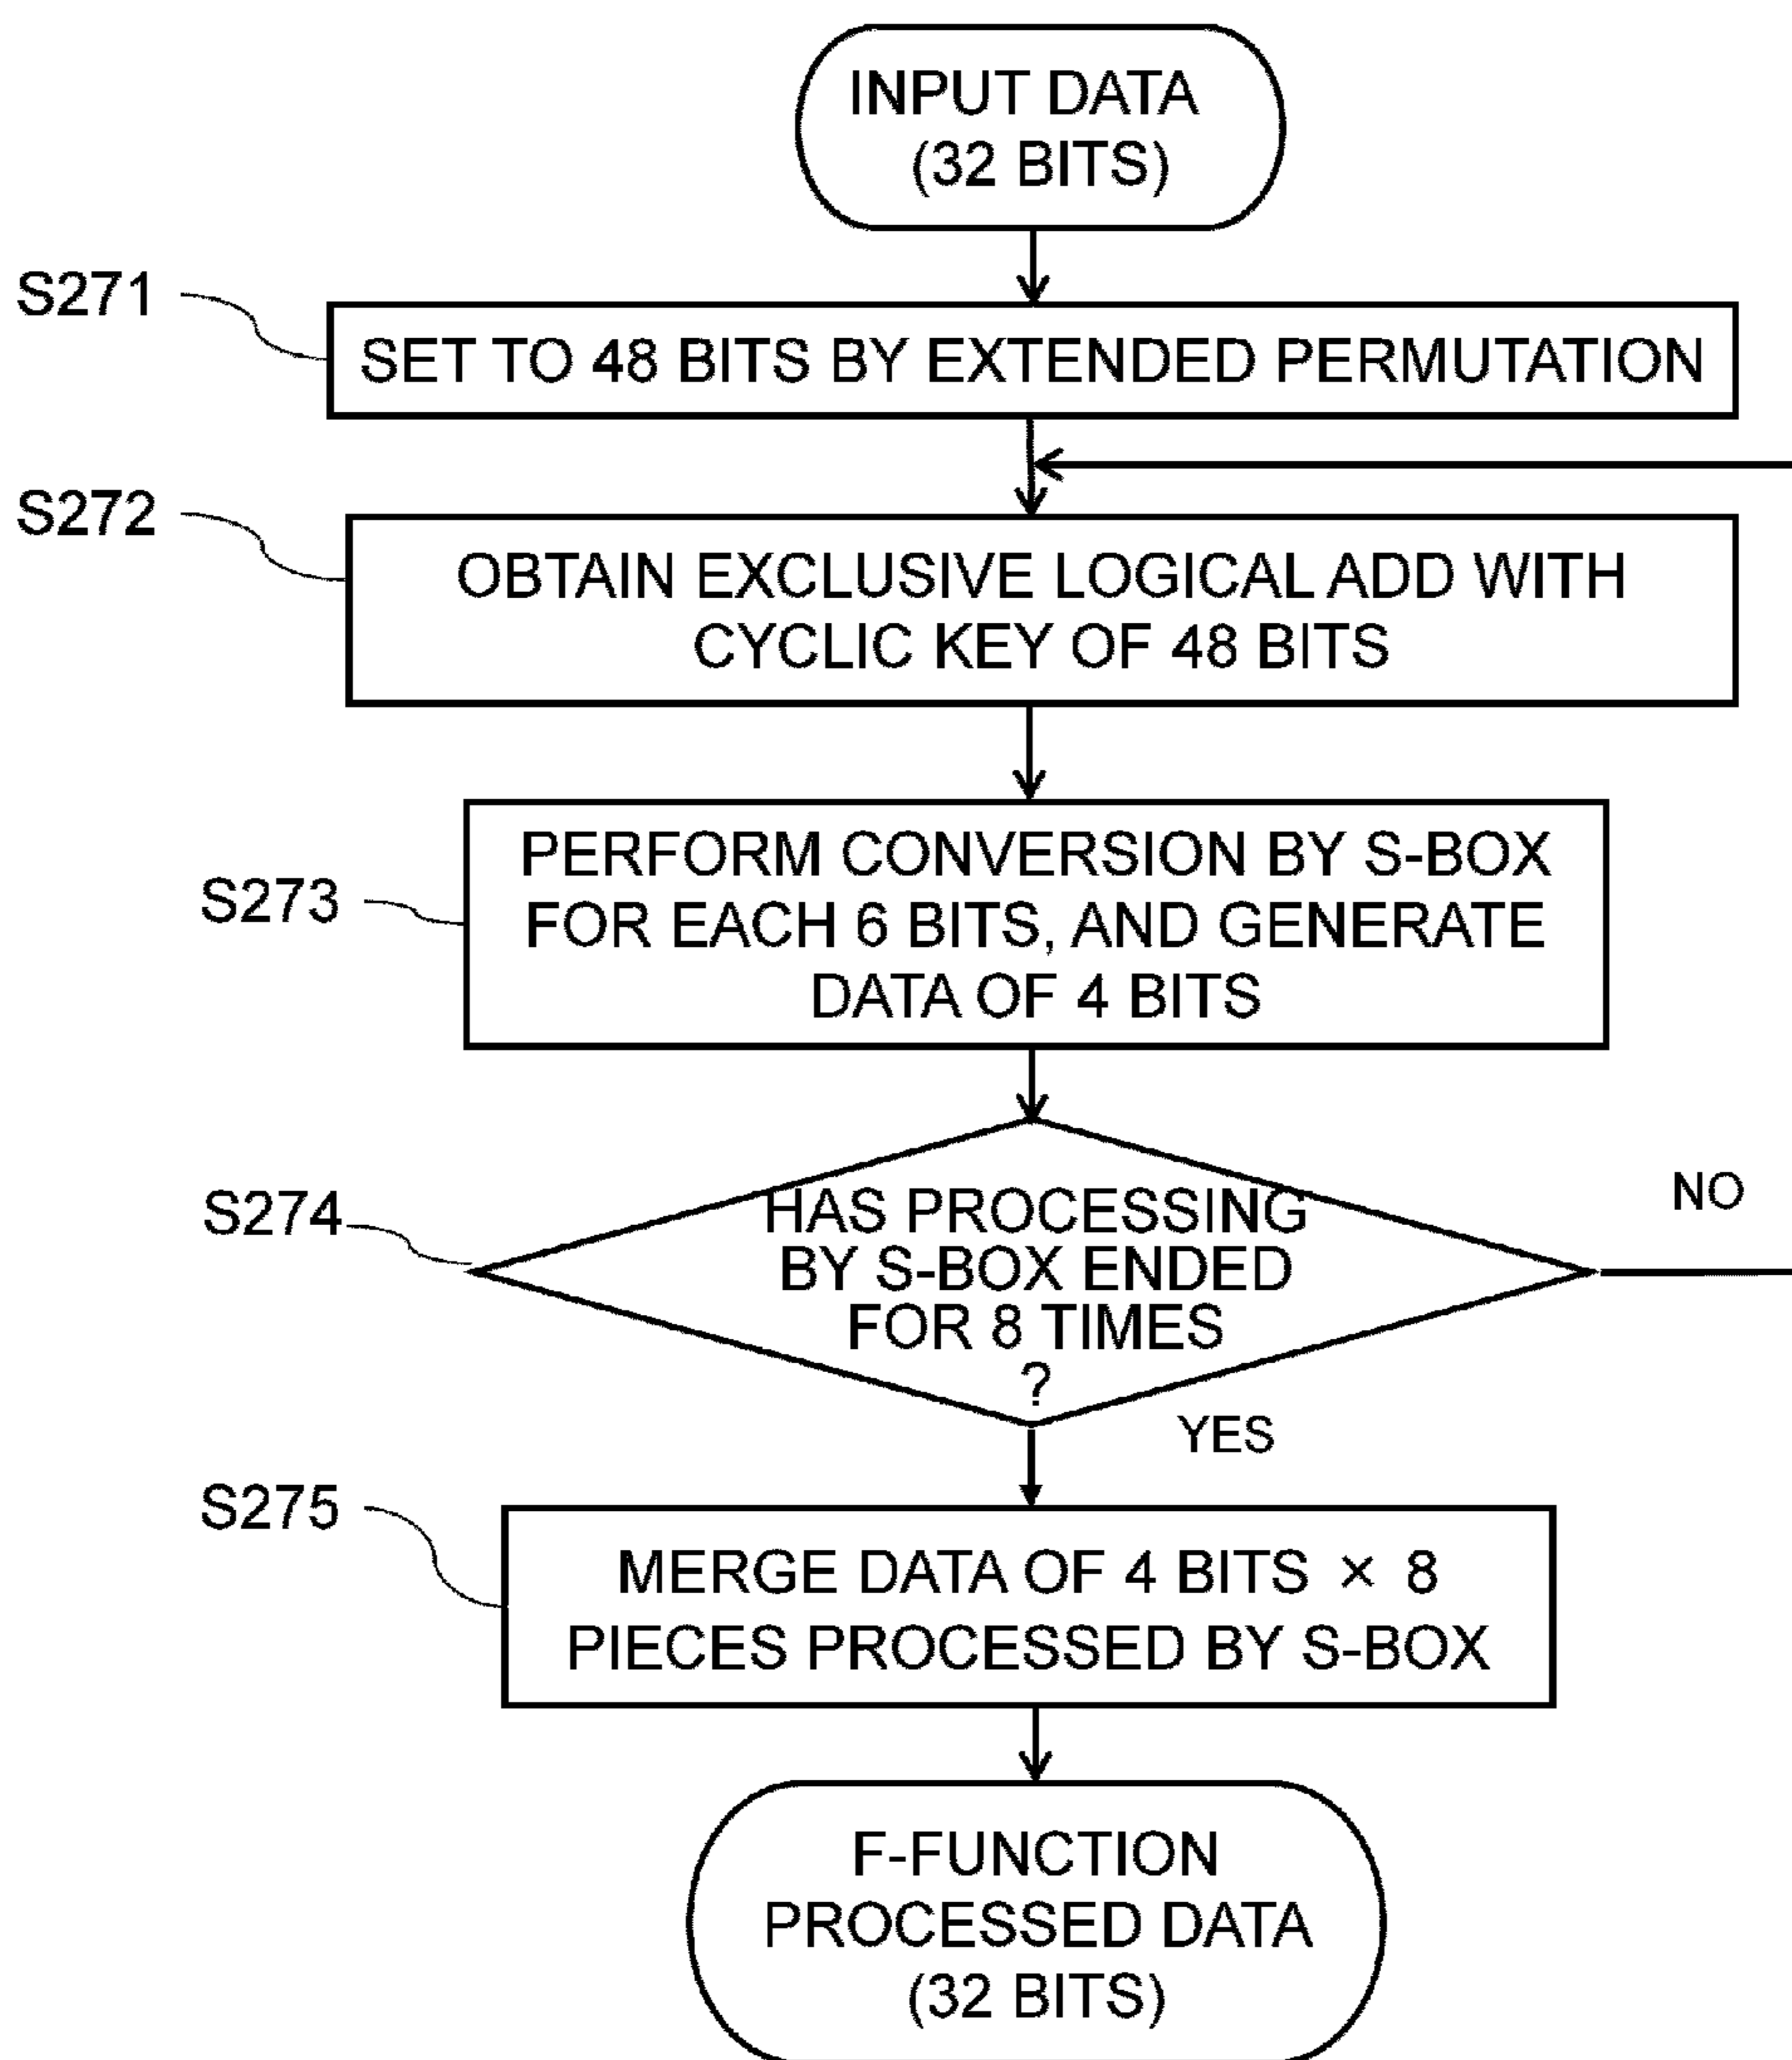 INPUT DATA
(32 BITS)
S271
SET TO 48 BITS BY EXTENDED PERMUTATION
S272
OBTAIN EXCLUSIVE LOGICAL ADD WITH
CYCLIC KEY OF 48 BITS
S273
PERFORM CONVERSION BY S-BOX
FOR EACH 6 BITS, AND GENERATE
DATA OF 4 BITS
S274
HAS PROCESSING
BY S-BOX ENDED
FOR 8 TIMES
?
NO
YES
S275
MERGE DATA OF 4 BITS × 8
PIECES PROCESSED BY S-BOX
F-FUNCTION
PROCESSED DATA
(32 BITS)